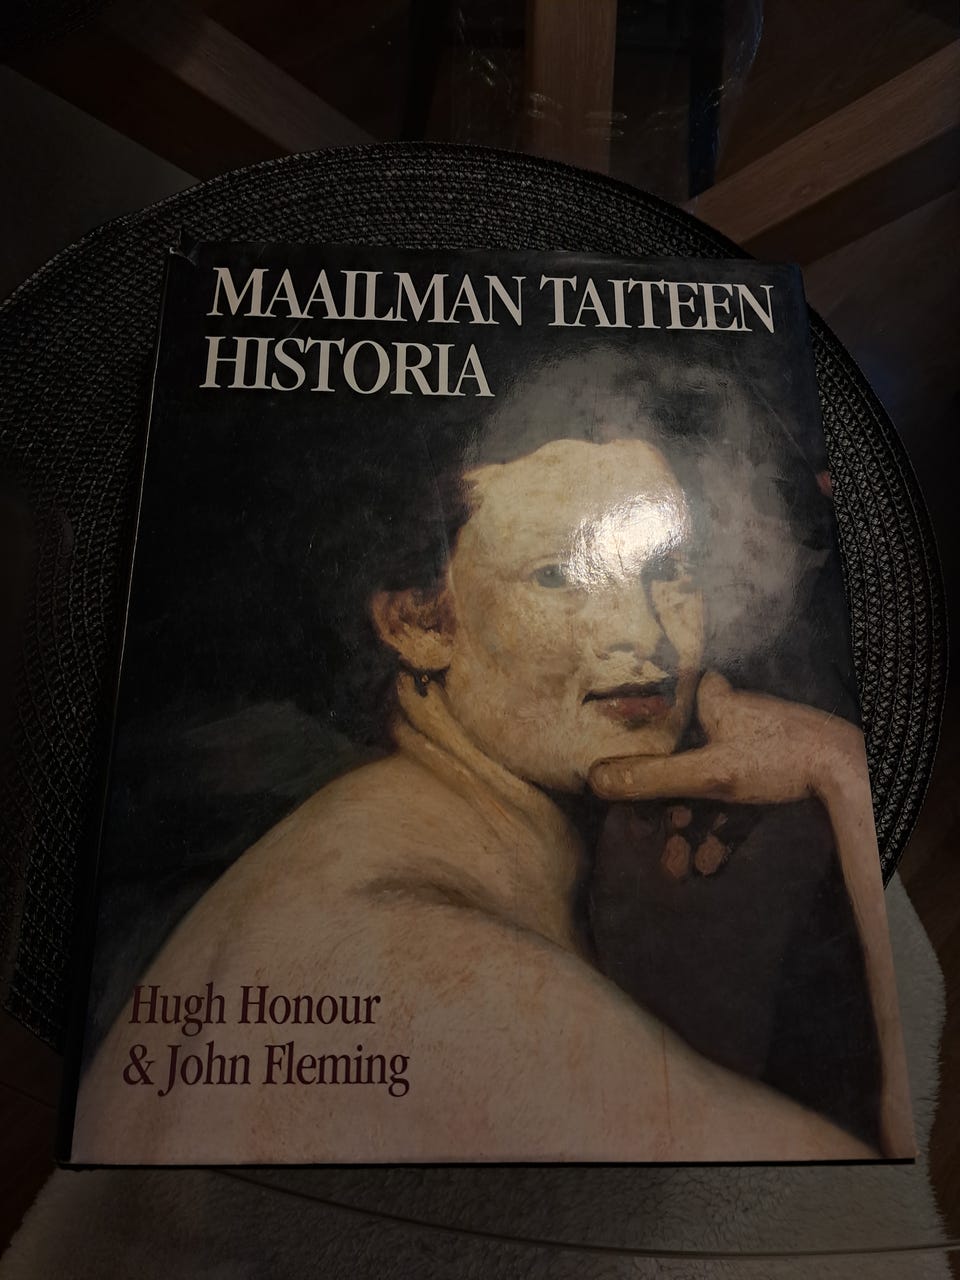 MAAILMAN TAITEEN
HISTORIA
Hugh Honour
& John Fleming